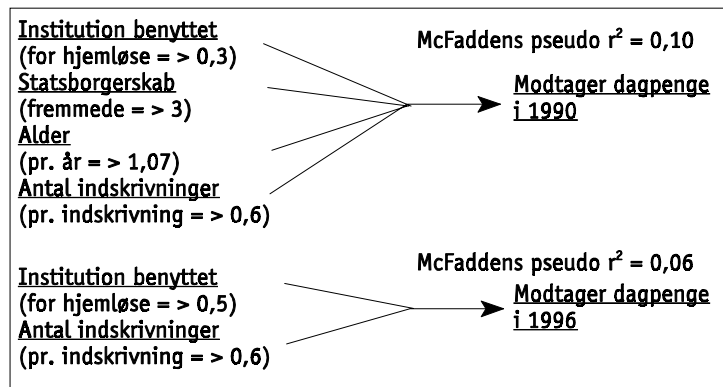 Institution benyttet
(for hjemløse = > 0,3)
Statsborgerskab
(fremmede = > 3)
Alder
(pr. år = > 1,07)
Antal indskrivninger
(pr. indskrivning = > 0,6)
McFaddens pseudo r² = 0,10
Modtager dagpenge
i 1990
Institution benyttet
(for hjemløse = > 0,5)
Antal indskrivninger
(pr. indskrivning = > 0,6)
McFaddens pseudo r² = 0,06
Modtager dagpenge
i 1996